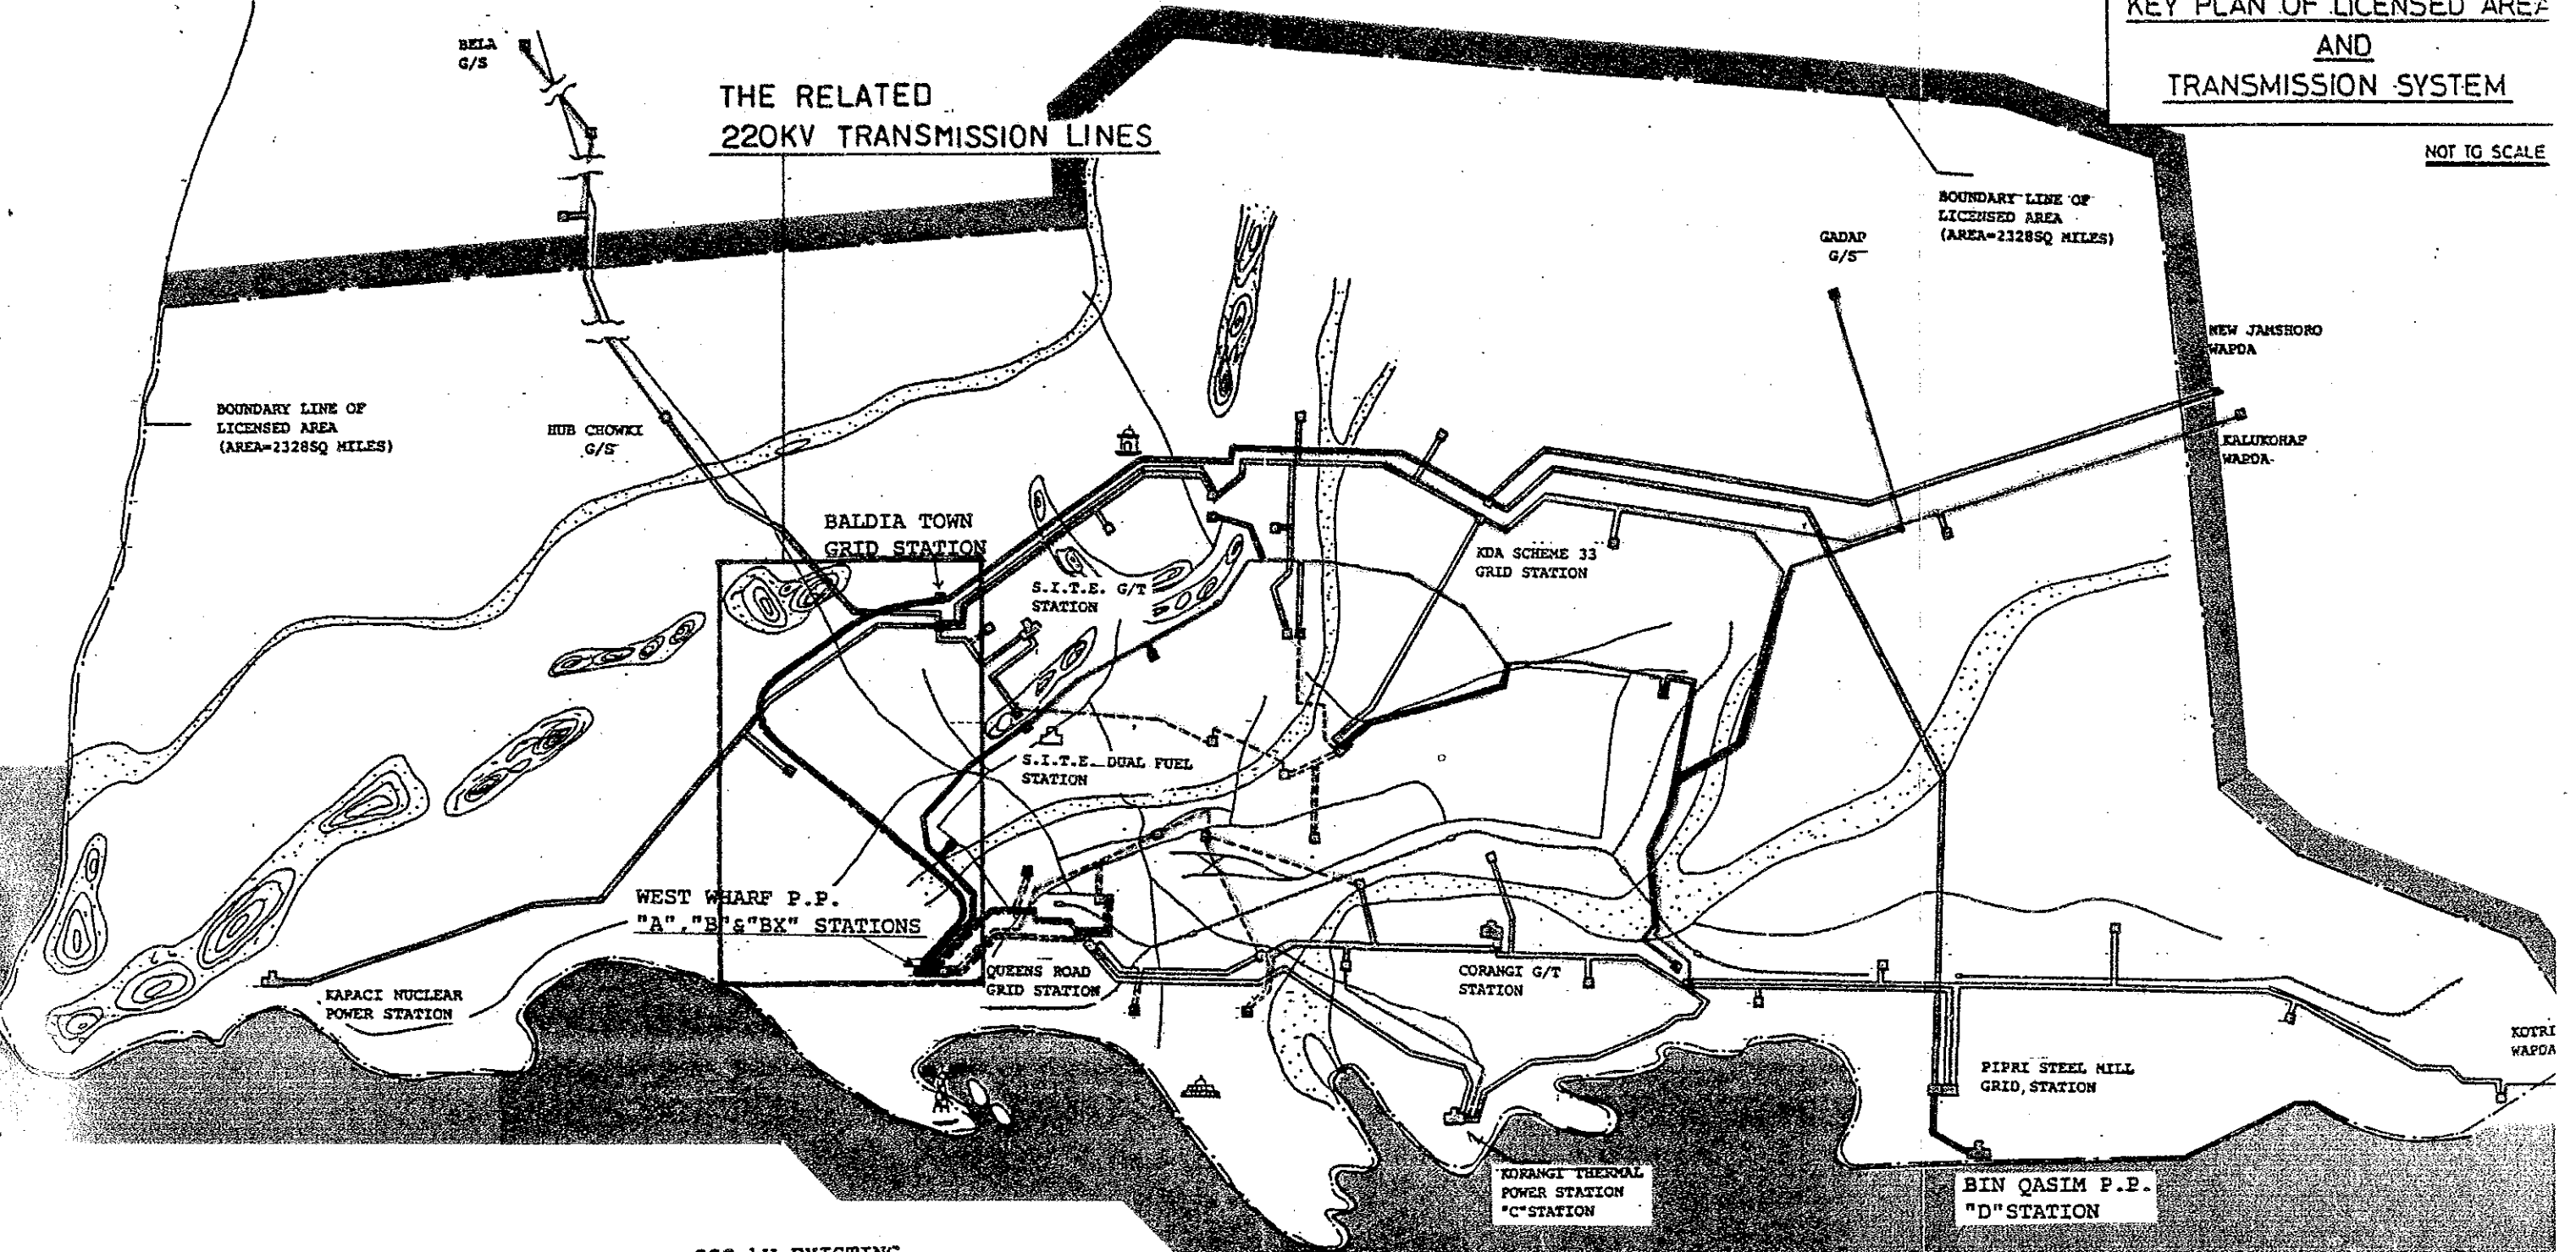 KEY PLAN OF LICENSED AREA
AND
TRANSMISSION SYSTEM
NOT TO SCALE
BELA
G/S
THE RELATED
220KV TRANSMISSION LINES
BOUNDARY LINE OF
LICENSED AREA
(AREA=2328SQ MILES)
GADAP
G/S
NEW JAMSHORO
WAPDA
KALUKOHAP
WAPDA
BOUNDARY LINE OF
LICENSED AREA
(AREA=2328SQ MILES)
HUB CHOWKI
G/S
BALDIA TOWN
GRID STATION
KDA SCHEME 33
GRID STATION
S.I.T.E. G/T
STATION
S.I.T.E. DUAL FUEL
STATION
WEST WHARF P.P.
"A","B"&"BX" STATIONS
QUEENS ROAD
GRID STATION
CORANGI G/T
STATION
KAPACI NUCLEAR
POWER STATION
KOTRI
WAPDA
PIPRI STEEL MILL
GRID, STATION
KORANGI THERMAL
POWER STATION
"C"STATION
BIN QASIM P.P.
"D"STATION
EXISTING